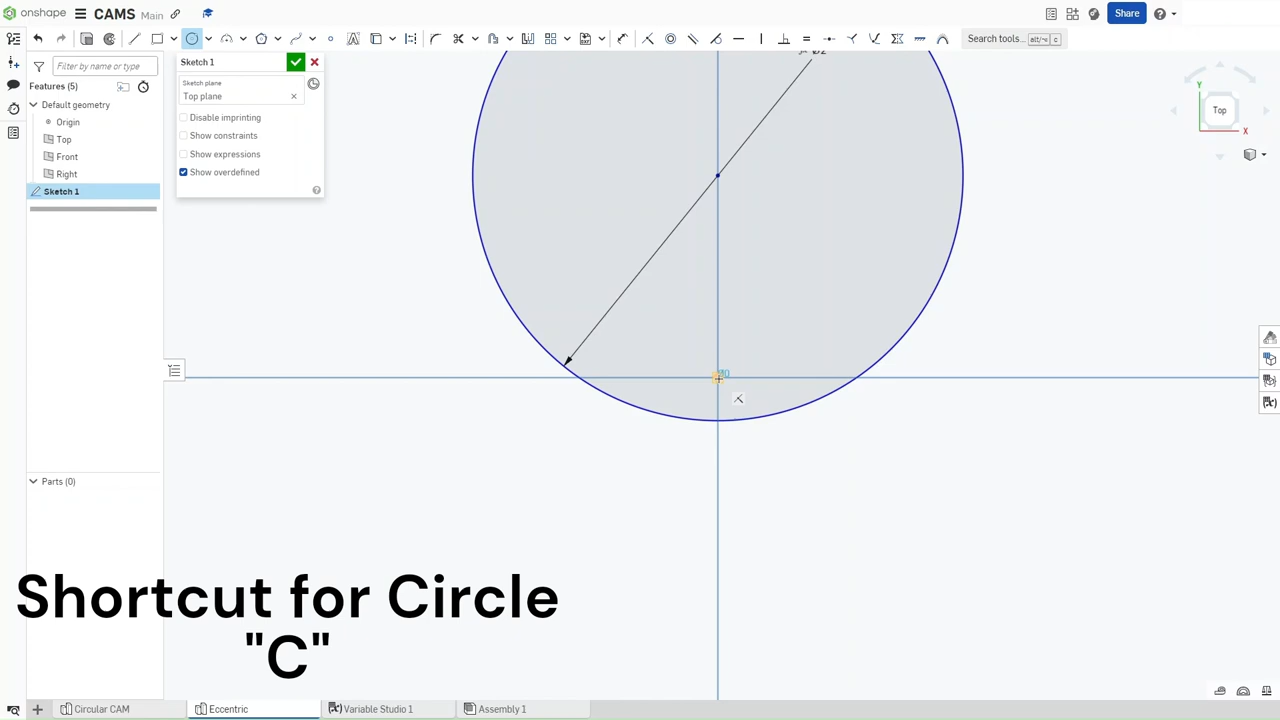 onshape CAMS Main Share
Search tools... alt/⌥ c
Filter by name or type
Features (5)
Default geometry
Origin
Top
Front
Right
Sketch 1
Parts (0)
Sketch 1
Sketch plane
Top plane
Disable imprinting
Show constraints
Show expressions
Show overdefined
Y
Top
X
Ø0
Shortcut for Circle
"C"
Circular CAM Eccentric Variable Studio 1 Assembly 1